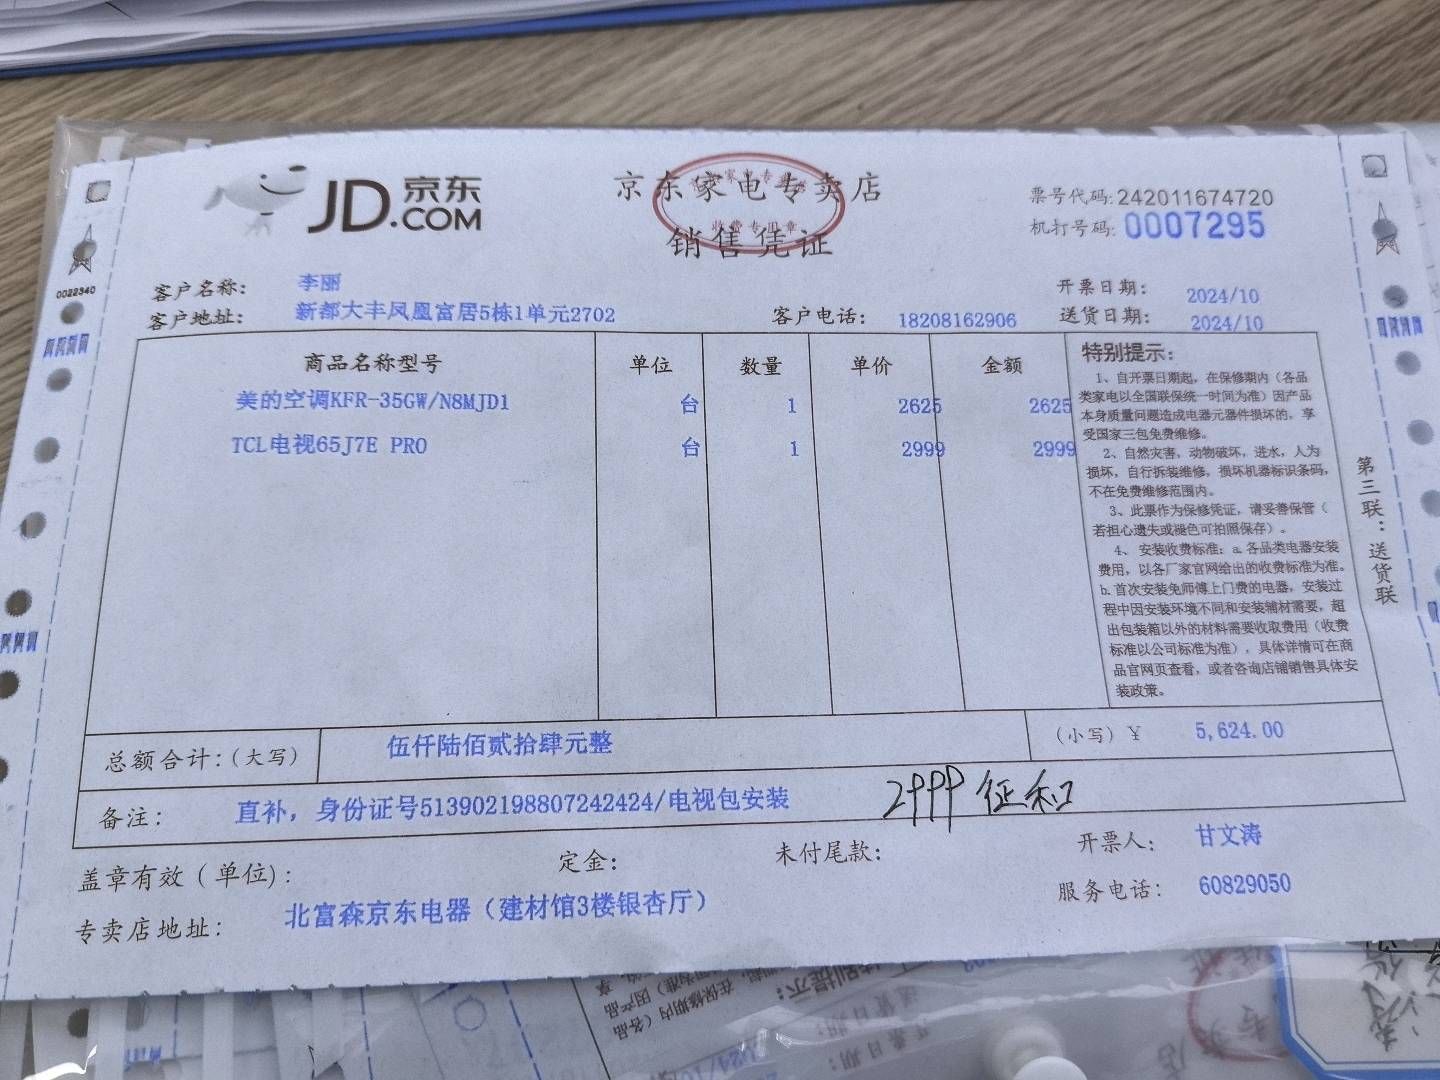 JD.COM 京东
京东家电专卖店
收费专用章
销售凭证
票号代码:242011674720
机打号码:0007295
0022340
客户名称: 李丽
开票日期: 2024/10
客户地址: 新都大丰凤凰富居5栋1单元2702
客户电话: 18208162906
送货日期: 2024/10
商品名称型号 单位 数量 单价 金额
美的空调KFR-35GW/N8MJD1 台 1 2625 2625
TCL电视65J7E PRO 台 1 2999 2999
特别提示:
1、自开票日期起,在保修期内(各品
类家电以全国联保统一时间为准)因产品
本身质量问题造成电器元器件损坏的,享
受国家三包免费维修。
2、自然灾害,动物破坏,进水,人为
损坏,自行拆装维修,损坏机器标识条码,
不在免费维修范围内。
3、此票作为保修凭证,请妥善保管(
若担心遗失或褪色可拍照保存)。
4、安装收费标准:a.各品类电器安装
费用,以各厂家官网给出的收费标准为准。
b.首次安装免师傅上门费的电器,安装过
程中因安装环境不同和安装辅材需要,超
出包装箱以外的材料需要收取费用(收费
标准以公司标准为准),具体详情可在商
品官网页查看,或者咨询店铺销售具体安
装政策。
第三联:送货联
总额合计:(大写) 伍仟陆佰贰拾肆元整 (小写)¥ 5,624.00
备注: 直补,身份证号513902198807242424/电视包安装
2999
盖章有效(单位):
定金:
未付尾款:
开票人: 甘文涛
专卖店地址: 北富森京东电器(建材馆3楼银杏厅)
服务电话: 60829050